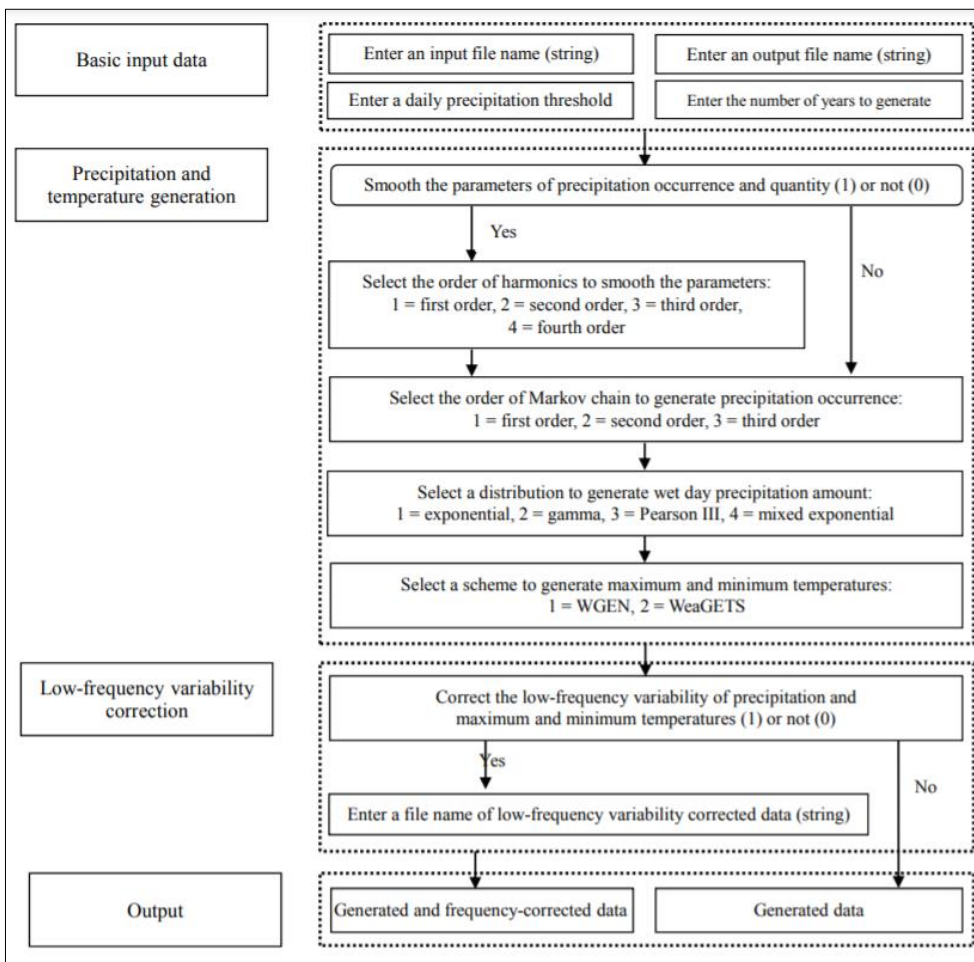 Basic input data
Enter an input file name (string)
Enter an output file name (string)
Enter a daily precipitation threshold
Enter the number of years to generate
Precipitation and
temperature generation
Smooth the parameters of precipitation occurrence and quantity (1) or not (0)
Yes
No
Select the order of harmonics to smooth the parameters:
1 = first order, 2 = second order, 3 = third order,
4 = fourth order
Select the order of Markov chain to generate precipitation occurrence:
1 = first order, 2 = second order, 3 = third order
Select a distribution to generate wet day precipitation amount:
1 = exponential, 2 = gamma, 3 = Pearson III, 4 = mixed exponential
Select a scheme to generate maximum and minimum temperatures:
1 = WGEN, 2 = WeaGETS
Low-frequency variability
correction
Correct the low-frequency variability of precipitation and
maximum and minimum temperatures (1) or not (0)
Yes
No
Enter a file name of low-frequency variability corrected data (string)
Output
Generated and frequency-corrected data
Generated data